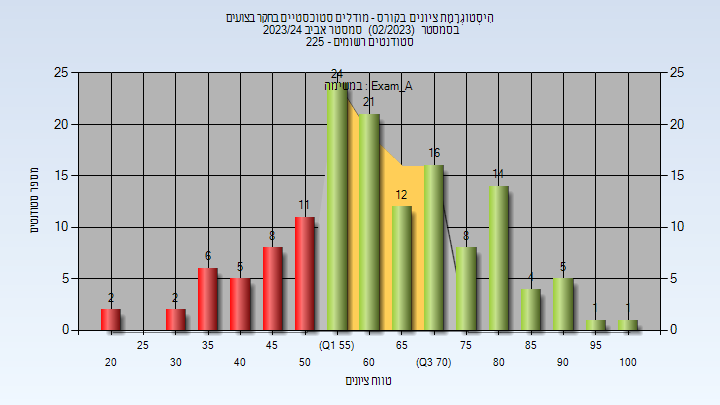 היסטוגרמת ציונים בקורס - מודלים סטוכסטיים בחקר בצועים
בסמסטר (02/2023) סמסטר אביב 2023/24
סטודנטים רשומים - 225
במשימה : Exam_A
25 25
20 20
15 15
10 10
5 5
0 0
מספר סטודנטים
2 2 6 5 8 11 24 21 12 16 8 14 4 5 1 1
25 35 45 (Q1 55) 65 75 85 95
20 30 40 50 60 (Q3 70) 80 90 100
טווח ציונים